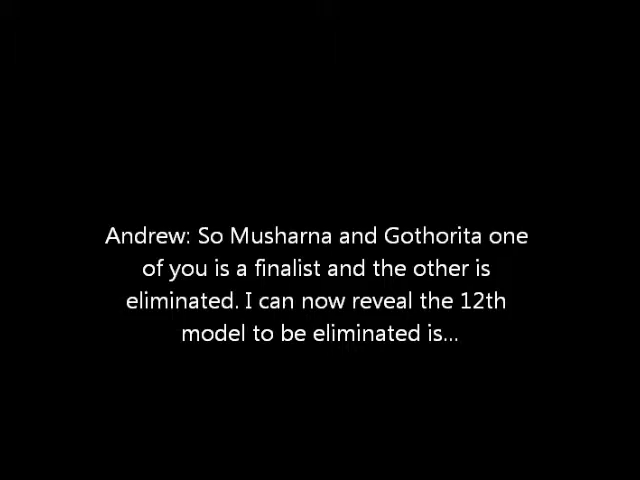 Andrew: So Musharna and Gothorita one
of you is a finalist and the other is
eliminated. I can now reveal the 12th
model to be eliminated is...